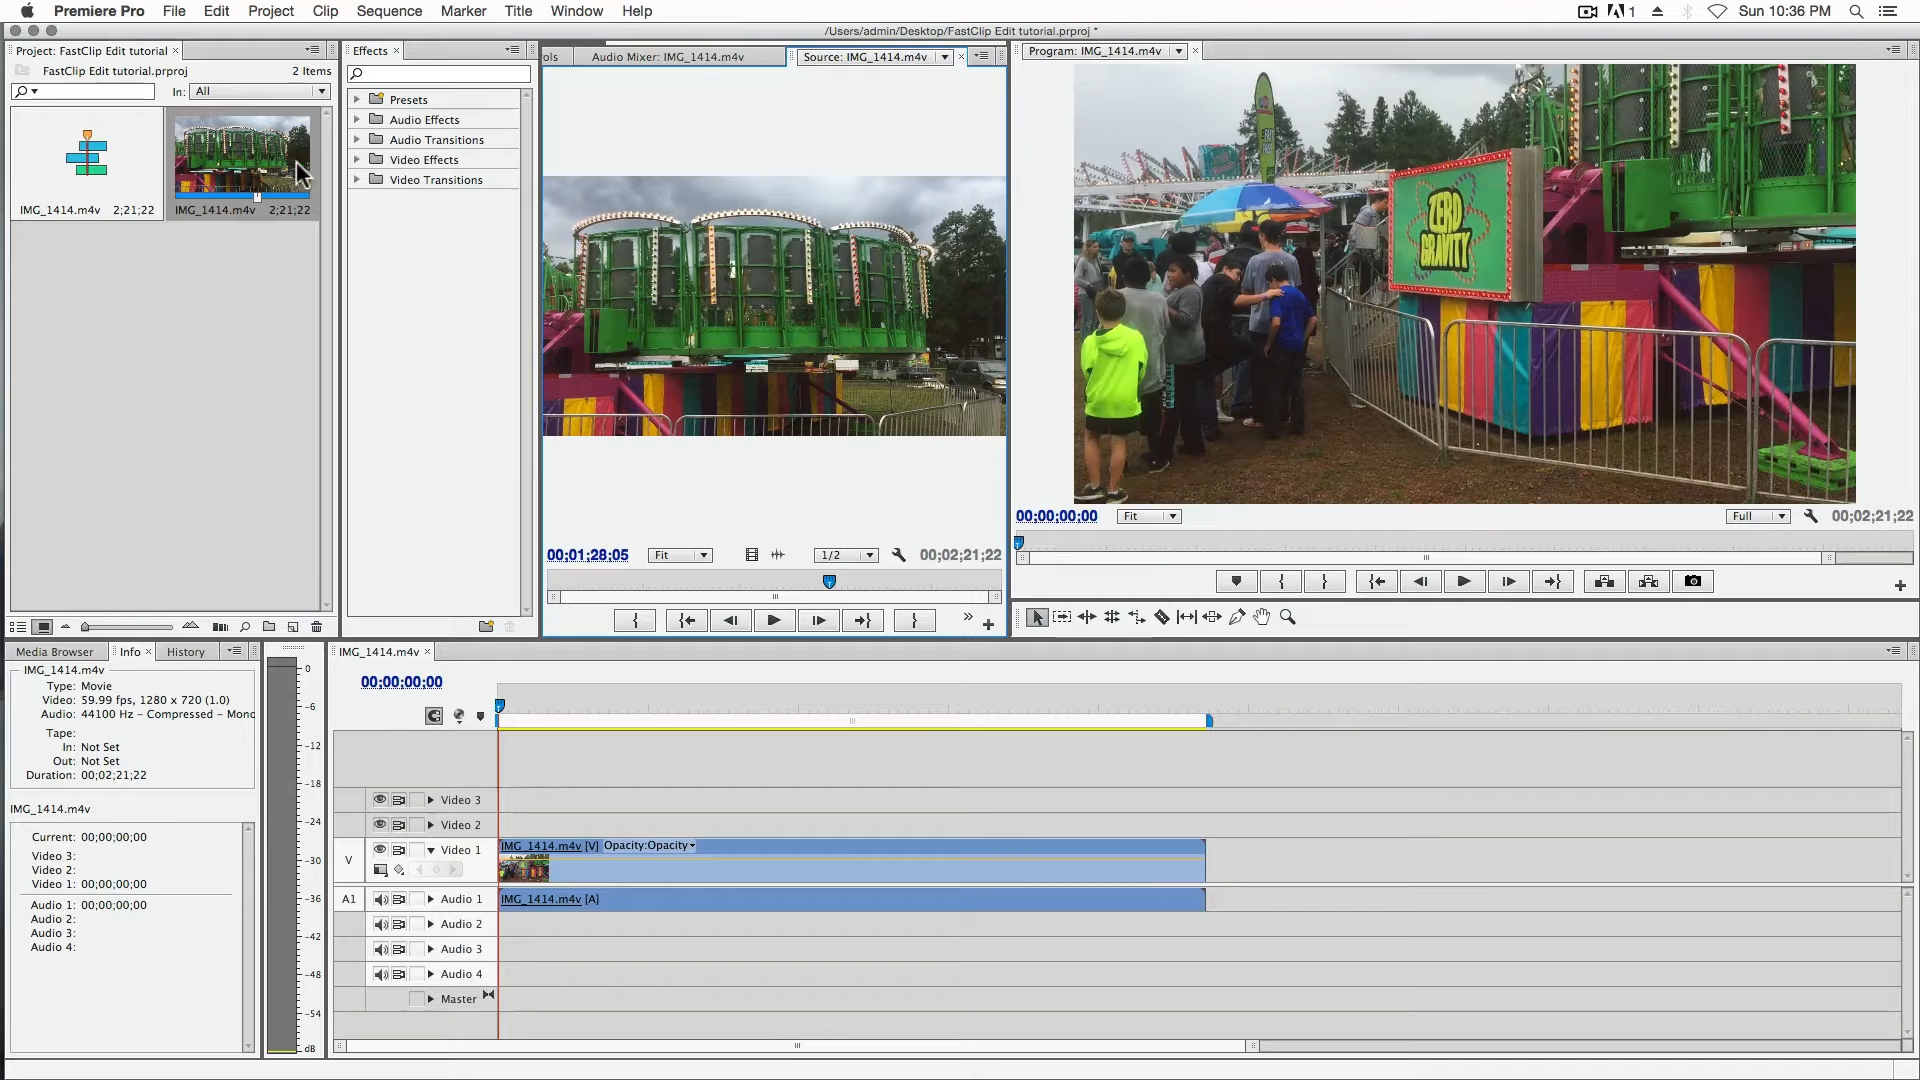 Premiere Pro File Edit Project Clip Sequence Marker Title Window Help
1 Sun 10:36 PM
/Users/admin/Desktop/FastClip Edit tutorial.prproj *
Project: FastClip Edit tutorial
FastClip Edit tutorial.prproj 2 Items
In: All
IMG_1414.m4v 2;21;22
IMG_1414.m4v 2;21;22
Effects
Presets
Audio Effects
Audio Transitions
Video Effects
Video Transitions
ols Audio Mixer: IMG_1414.m4v Source: IMG_1414.m4v
00;01;28;05 Fit 1/2 00;02;21;22
Program: IMG_1414.m4v
ZERO
GRAVITY
00;00;00;00 Fit Full 00;02;21;22
Media Browser Info History
IMG_1414.m4v
Type: Movie
Video: 59.99 fps, 1280 x 720 (1.0)
Audio: 44100 Hz - Compressed - Mono
Tape:
In: Not Set
Out: Not Set
Duration: 00;02;21;22
IMG_1414.m4v
Current: 00;00;00;00
Video 3:
Video 2:
Video 1: 00;00;00;00
Audio 1: 00;00;00;00
Audio 2:
Audio 3:
Audio 4:
0
-6
-12
-18
-24
-30
-36
-42
-48
-54
dB
IMG_1414.m4v
00;00;00;00
Video 3
Video 2
V Video 1 IMG_1414.m4v [V] Opacity:Opacity
A1 Audio 1 IMG_1414.m4v [A]
Audio 2
Audio 3
Audio 4
Master